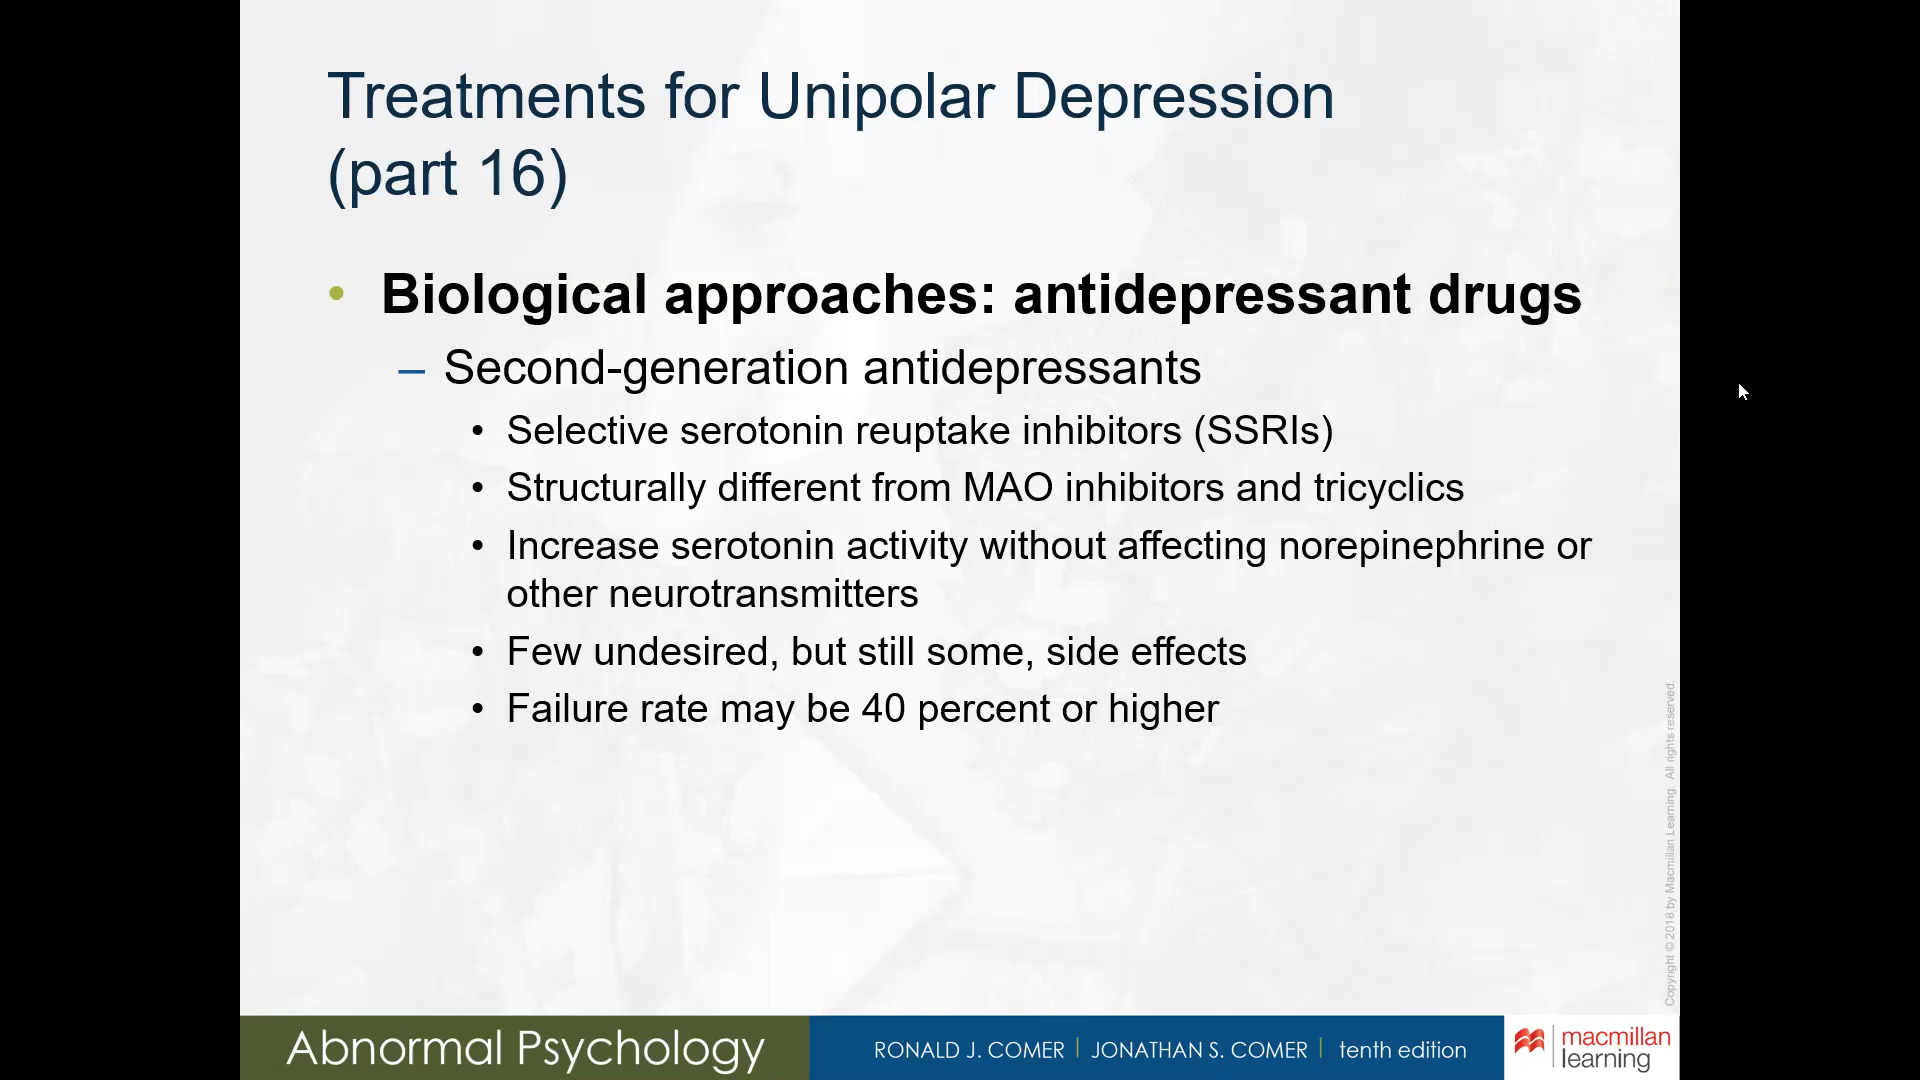 Treatments for Unipolar Depression
(part 16)
• Biological approaches: antidepressant drugs
– Second-generation antidepressants
• Selective serotonin reuptake inhibitors (SSRIs)
• Structurally different from MAO inhibitors and tricyclics
• Increase serotonin activity without affecting norepinephrine or
other neurotransmitters
• Few undesired, but still some, side effects
• Failure rate may be 40 percent or higher
Copyright © 2018 by Macmillan Learning. All rights reserved.
Abnormal Psychology
RONALD J. COMER | JONATHAN S. COMER | tenth edition
macmillan
learning